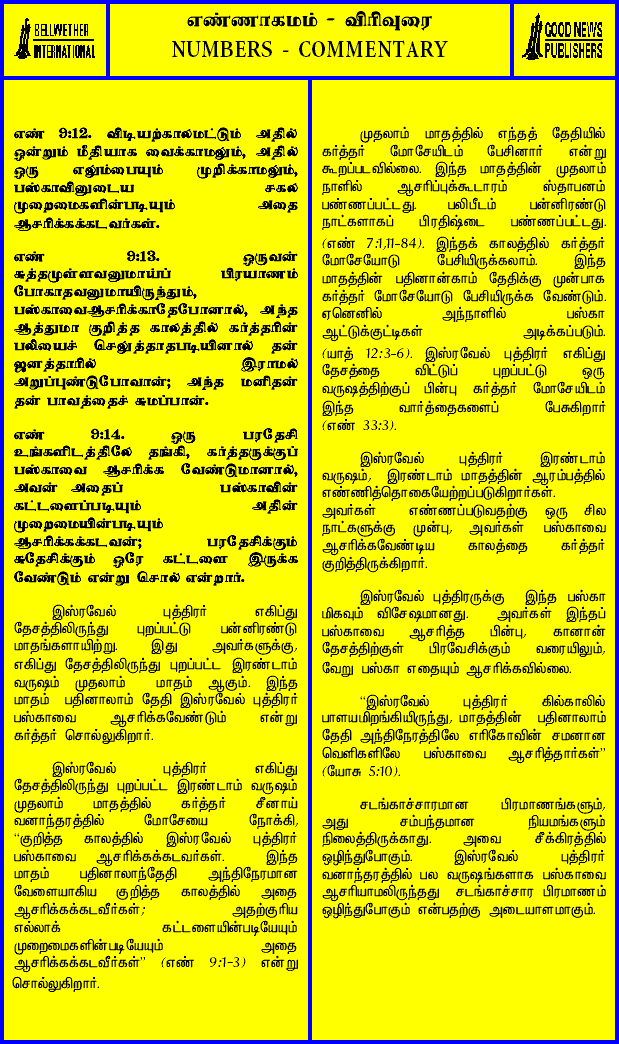 BELLWETHER
INTERNATIONAL
எண்ணாகமம் - விரிவுரை
NUMBERS - COMMENTARY
GOOD NEWS
PUBLISHERS
எண் 9:12. விடியற்காலமட்டும் அதில்
ஒன்றும் மீதியாக வைக்காமலும், அதில்
ஒரு எலும்பையும் முறிக்காமலும்,
பஸ்காவினுடைய சகல
முறைமைகளின்படியும் அதை
ஆசரிக்கக்கடவர்கள்.
எண் 9:13. ஒருவன்
சுத்தமுள்ளவனுமாய்ப் பிரயாணம்
போகாதவனுமாயிருந்தும்,
பஸ்காவைஆசரிக்காதேபோனால், அந்த
ஆத்துமா குறித்த காலத்தில் கர்த்தரின்
பலியைச் செலுத்தாதபடியினால் தன்
ஜனத்தாரில் இராமல்
அறுப்புண்டுபோவான்; அந்த மனிதன்
தன் பாவத்தைச் சுமப்பான்.
எண் 9:14. ஒரு பரதேசி
உங்களிடத்திலே தங்கி, கர்த்தருக்குப்
பஸ்காவை ஆசரிக்க வேண்டுமானால்,
அவன் அதைப் பஸ்காவின்
கட்டளைப்படியும் அதின்
முறைமையின்படியும்
ஆசரிக்கக்கடவன்; பரதேசிக்கும்
சுதேசிக்கும் ஒரே கட்டளை இருக்க
வேண்டும் என்று சொல் என்றார்.
இஸ்ரவேல் புத்திரர் எகிப்து
தேசத்திலிருந்து புறப்பட்டு பன்னிரண்டு
மாதங்களாயிற்று. இது அவர்களுக்கு,
எகிப்து தேசத்திலிருந்து புறப்பட்ட இரண்டாம்
வருஷம் முதலாம் மாதம் ஆகும். இந்த
மாதம் பதினாலாம் தேதி இஸ்ரவேல் புத்திரர்
பஸ்காவை ஆசரிக்கவேண்டும் என்று
கர்த்தர் சொல்லுகிறார்.
இஸ்ரவேல் புத்திரர் எகிப்து
தேசத்திலிருந்து புறப்பட்ட இரண்டாம் வருஷம்
முதலாம் மாதத்தில் கர்த்தர் சீனாய்
வனாந்தரத்தில் மோசேயை நோக்கி,
“குறித்த காலத்தில் இஸ்ரவேல் புத்திரர்
பஸ்காவை ஆசரிக்கக்கடவர்கள். இந்த
மாதம் பதினாலாந்தேதி அந்திநேரமான
வேளையாகிய குறித்த காலத்தில் அதை
ஆசரிக்கக்கடவீர்கள்; அதற்குரிய
எல்லாக் கட்டளையின்படியேயும்
முறைமைகளின்படியேயும் அதை
ஆசரிக்கக்கடவீர்கள்” (எண் 9:1-3) என்று
சொல்லுகிறார்.
முதலாம் மாதத்தில் எந்தத் தேதியில்
கர்த்தர் மோசேயிடம் பேசினார் என்று
கூறப்படவில்லை. இந்த மாதத்தின் முதலாம்
நாளில் ஆசரிப்புக்கூடாரம் ஸ்தாபனம்
பண்ணப்பட்டது. பலிபீடம் பன்னிரண்டு
நாட்களாகப் பிரதிஷ்டை பண்ணப்பட்டது.
(எண் 7:1,11-84). இந்தக் காலத்தில் கர்த்தர்
மோசேயோடு பேசியிருக்கலாம். இந்த
மாதத்தின் பதினான்காம் தேதிக்கு முன்பாக
கர்த்தர் மோசேயோடு பேசியிருக்க வேண்டும்.
ஏனெனில் அந்நாளில் பஸ்கா
ஆட்டுக்குட்டிகள் அடிக்கப்படும்.
(யாத் 12:3-6). இஸ்ரவேல் புத்திரர் எகிப்து
தேசத்தை விட்டுப் புறப்பட்டு ஒரு
வருஷத்திற்குப் பின்பு கர்த்தர் மோசேயிடம்
இந்த வார்த்தைகளைப் பேசுகிறார்
(எண் 33:3).
இஸ்ரவேல் புத்திரர் இரண்டாம்
வருஷம், இரண்டாம் மாதத்தின் ஆரம்பத்தில்
எண்ணித்தொகையேற்றப்படுகிறார்கள்.
அவர்கள் எண்ணப்படுவதற்கு ஒரு சில
நாட்களுக்கு முன்பு, அவர்கள் பஸ்காவை
ஆசரிக்கவேண்டிய காலத்தை கர்த்தர்
குறித்திருக்கிறார்.
இஸ்ரவேல் புத்திரருக்கு இந்த பஸ்கா
மிகவும் விசேஷமானது. அவர்கள் இந்தப்
பஸ்காவை ஆசரித்த பின்பு, கானான்
தேசத்திற்குள் பிரவேசிக்கும் வரையிலும்,
வேறு பஸ்கா எதையும் ஆசரிக்கவில்லை.
“இஸ்ரவேல் புத்திரர் கில்காலில்
பாளயமிறங்கியிருந்து, மாதத்தின் பதினாலாம்
தேதி அந்திநேரத்திலே எரிகோவின் சமனான
வெளிகளிலே பஸ்காவை ஆசரித்தார்கள்”
(யோசு 5:10).
சடங்காச்சாரமான பிரமாணங்களும்,
அது சம்பந்தமான நியமங்களும்
நிலைத்திருக்காது. அவை சீக்கிரத்தில்
ஒழிந்துபோகும். இஸ்ரவேல் புத்திரர்
வனாந்தரத்தில் பல வருஷங்களாக பஸ்காவை
ஆசரியாமலிருந்தது சடங்காச்சார பிரமாணம்
ஒழிந்துபோகும் என்பதற்கு அடையாளமாகும்.